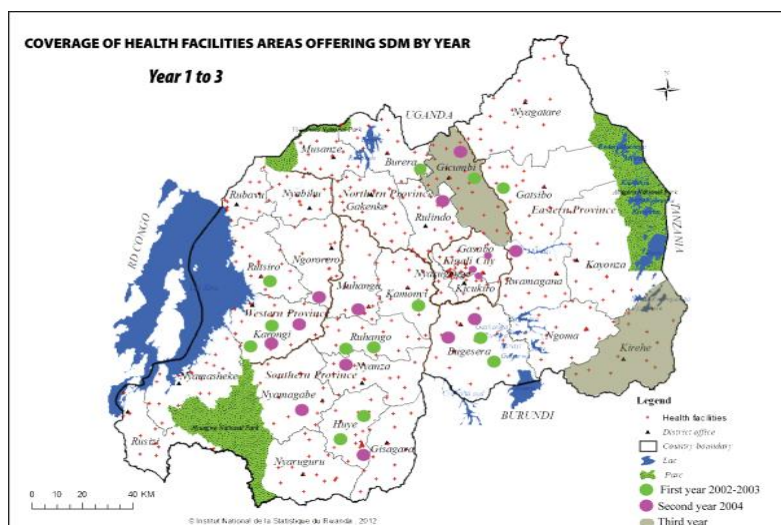 COVERAGE OF HEALTH FACILITIES AREAS OFFERING SDM BY YEAR
Year 1 to 3
UGANDA
Nyagatare
Musanze
Burera
Gicumbi
Rubavu
Nyabihu
Northern Province
Gakenke
Gatsibo
Eastern Province
Rulindo
RD CONGO
TANZANIA
Gasabo
Kigali City
Kicukiro
Rwamagana
Kayonza
Rutsiro
Ngororero
Muhanga
Kamonyi
Western Province
Karongi
Ruhango
Bugesera
Ngoma
Kirehe
Nyamasheke
Southern Province
Nyanza
Nyamagabe
BURUNDI
Rusizi
Huye
Gisagara
Nyaruguru
Legend
Health facilities
District office
Country boundary
Lac
Parc
First year 2002-2003
Second year 2004
Third year
0 10 20 40 KM
© Institut National de la Statistique du Rwanda , 2012